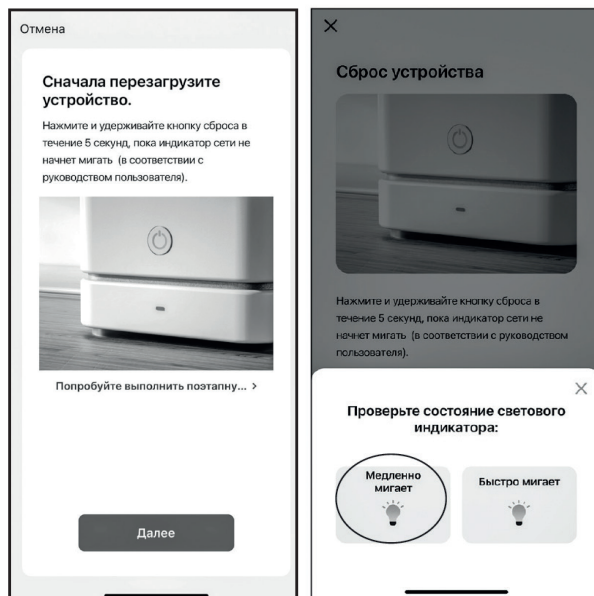 Отмена
Сначала перезагрузите
устройство.
Нажмите и удерживайте кнопку сброса в
течение 5 секунд, пока индикатор сети не
начнет мигать (в соответствии с
руководством пользователя).
Попробуйте выполнить поэтапну... >
Далее
Сброс устройства
Нажмите и удерживайте кнопку сброса в
течение 5 секунд, пока индикатор сети не
начнет мигать (в соответствии с руководством
пользователя).
Проверьте состояние светового
индикатора:
Медленно
мигает
Быстро мигает